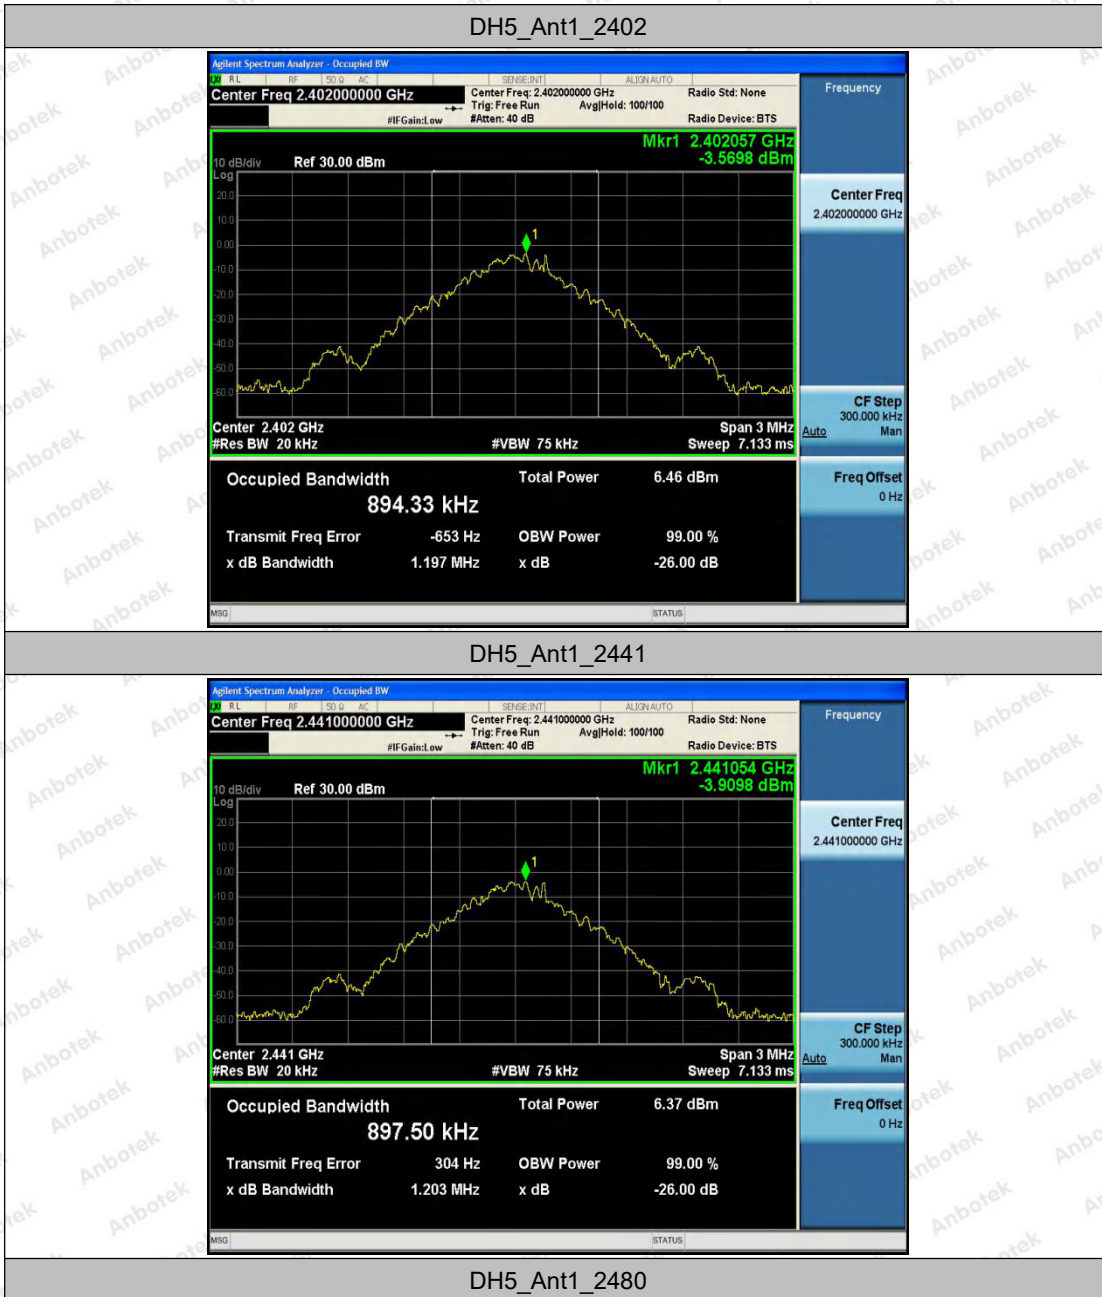 DH5_Ant1_2402
Agilent Spectrum Analyzer - Occupied BW
LXI RL RF 50 Ω AC SENSE:INT ALIGN AUTO
Center Freq 2.402000000 GHz
Center Freq: 2.402000000 GHz
Radio Std: None
Trig: Free Run Avg|Hold: 100/100
#IFGain:Low #Atten: 40 dB Radio Device: BTS
Mkr1 2.402057 GHz
-3.5698 dBm
10 dB/div Ref 30.00 dBm
Log
20.0
10.0
0.00
-10.0
-20.0
-30.0
-40.0
-50.0
-60.0
1
Center 2.402 GHz Span 3 MHz
#Res BW 20 kHz #VBW 75 kHz Sweep 7.133 ms
Occupied Bandwidth Total Power 6.46 dBm
894.33 kHz
Transmit Freq Error -653 Hz OBW Power 99.00 %
x dB Bandwidth 1.197 MHz x dB -26.00 dB
MSG STATUS
Frequency
Center Freq
2.402000000 GHz
CF Step
300.000 kHz
Auto Man
Freq Offset
0 Hz
DH5_Ant1_2441
Agilent Spectrum Analyzer - Occupied BW
LXI RL RF 50 Ω AC SENSE:INT ALIGN AUTO
Center Freq 2.441000000 GHz
Center Freq: 2.441000000 GHz
Radio Std: None
Trig: Free Run Avg|Hold: 100/100
#IFGain:Low #Atten: 40 dB Radio Device: BTS
Mkr1 2.441054 GHz
-3.9098 dBm
10 dB/div Ref 30.00 dBm
Log
20.0
10.0
0.00
-10.0
-20.0
-30.0
-40.0
-50.0
-60.0
1
Center 2.441 GHz Span 3 MHz
#Res BW 20 kHz #VBW 75 kHz Sweep 7.133 ms
Occupied Bandwidth Total Power 6.37 dBm
897.50 kHz
Transmit Freq Error 304 Hz OBW Power 99.00 %
x dB Bandwidth 1.203 MHz x dB -26.00 dB
MSG STATUS
Frequency
Center Freq
2.441000000 GHz
CF Step
300.000 kHz
Auto Man
Freq Offset
0 Hz
DH5_Ant1_2480
Anbotek